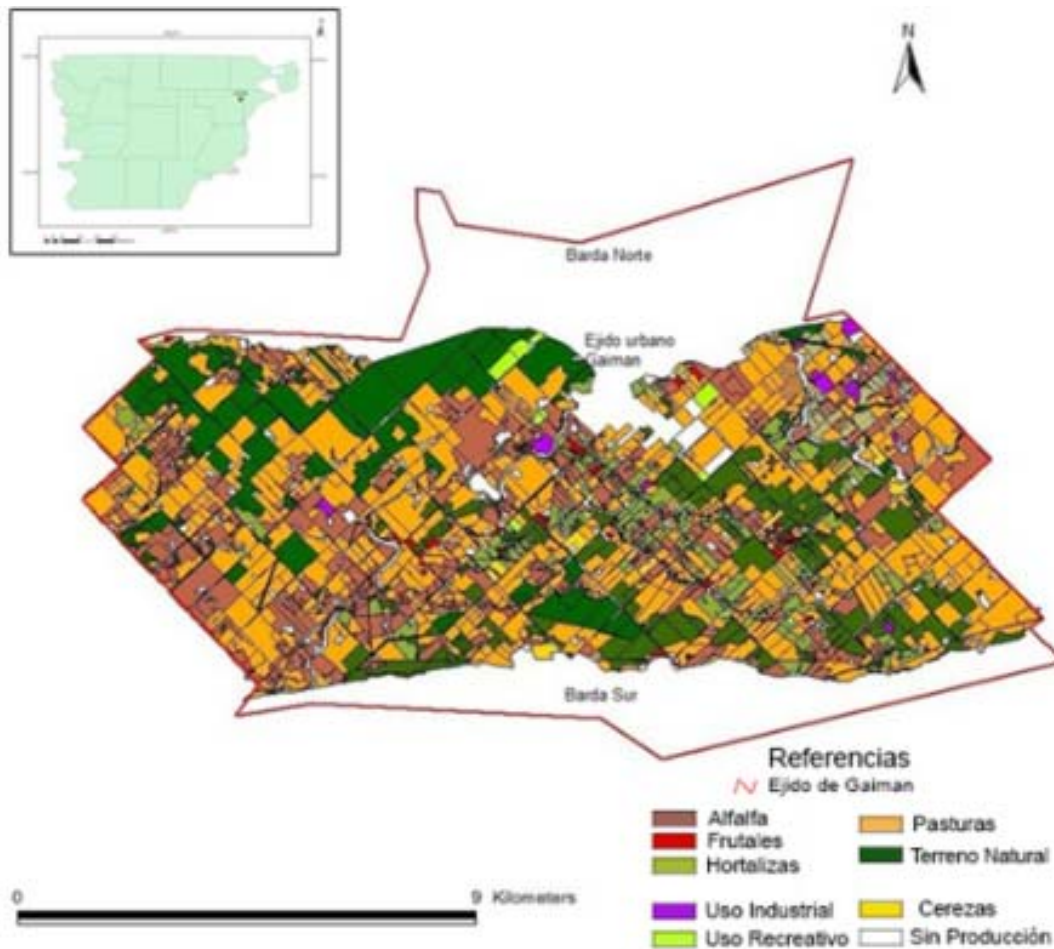 N
Barda Norte
Ejido urbano
Gaiman
Barda Sur
Referencias
Ejido de Gaiman
Alfalfa
Frutales
Hortalizas
Uso Industrial
Uso Recreativo
Pasturas
Terreno Natural
Cerezas
Sin Producción
0 9 Kilometers